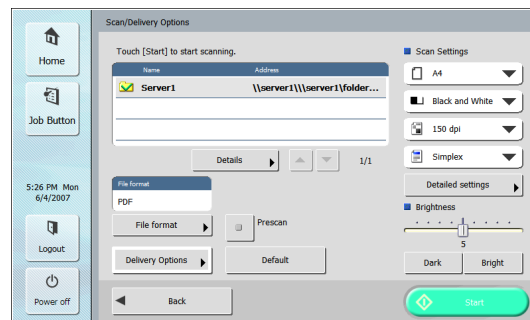 Scan/Delivery Options
Home
Job Button
5:26 PM Mon
6/4/2007
Logout
Power off
Touch [Start] to start scanning.
Name Address
Server1 \\server1\\\server1\folder...
Details 1/1
File format
PDF
File format Prescan
Delivery Options Default
Back
Scan Settings
A4
Black and White
150 dpi
Simplex
Detailed settings
Brightness
5
Dark Bright
Start